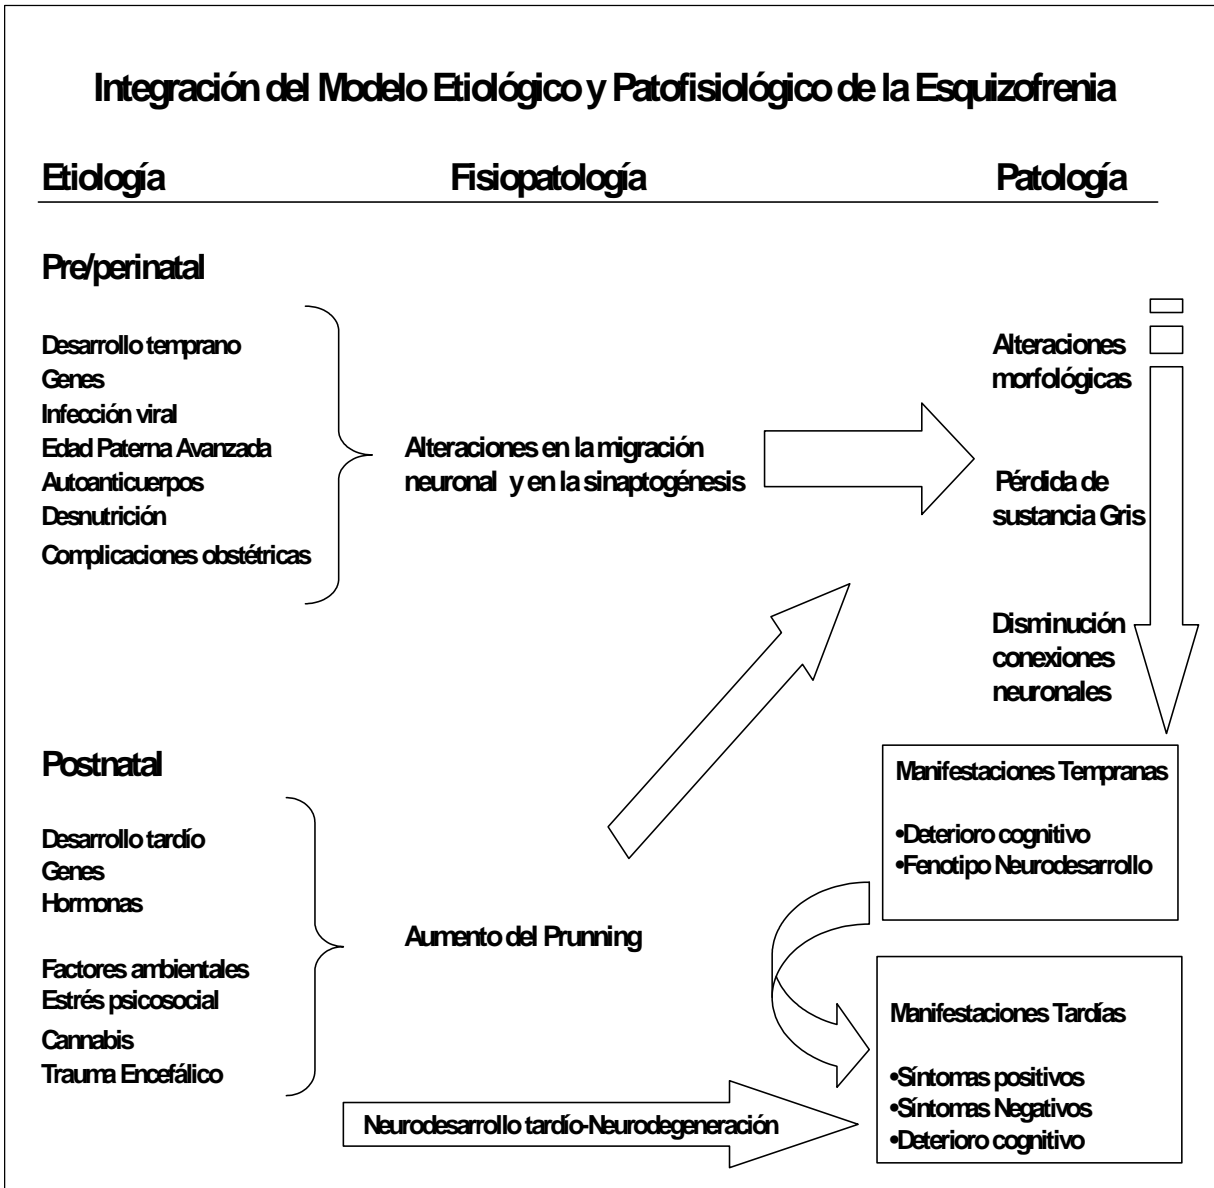 Integración del Modelo Etiológico y Patofisiológico de la Esquizofrenia
Etiología
Fisiopatología
Patología
Pre/perinatal
Desarrollo temprano
Genes
Infección viral
Edad Paterna Avanzada
Autoanticuerpos
Desnutrición
Complicaciones obstétricas
Alteraciones en la migración
neuronal y en la sinaptogénesis
Alteraciones
morfológicas
Pérdida de
sustancia Gris
Disminución
conexiones
neuronales
Postnatal
Desarrollo tardío
Genes
Hormonas
Factores ambientales
Estrés psicosocial
Cannabis
Trauma Encefálico
Aumento del Prunning
Neurodesarrollo tardío-Neurodegeneración
Manifestaciones Tempranas
•Deterioro cognitivo
•Fenotipo Neurodesarrollo
Manifestaciones Tardías
•Síntomas positivos
•Síntomas Negativos
•Deterioro cognitivo